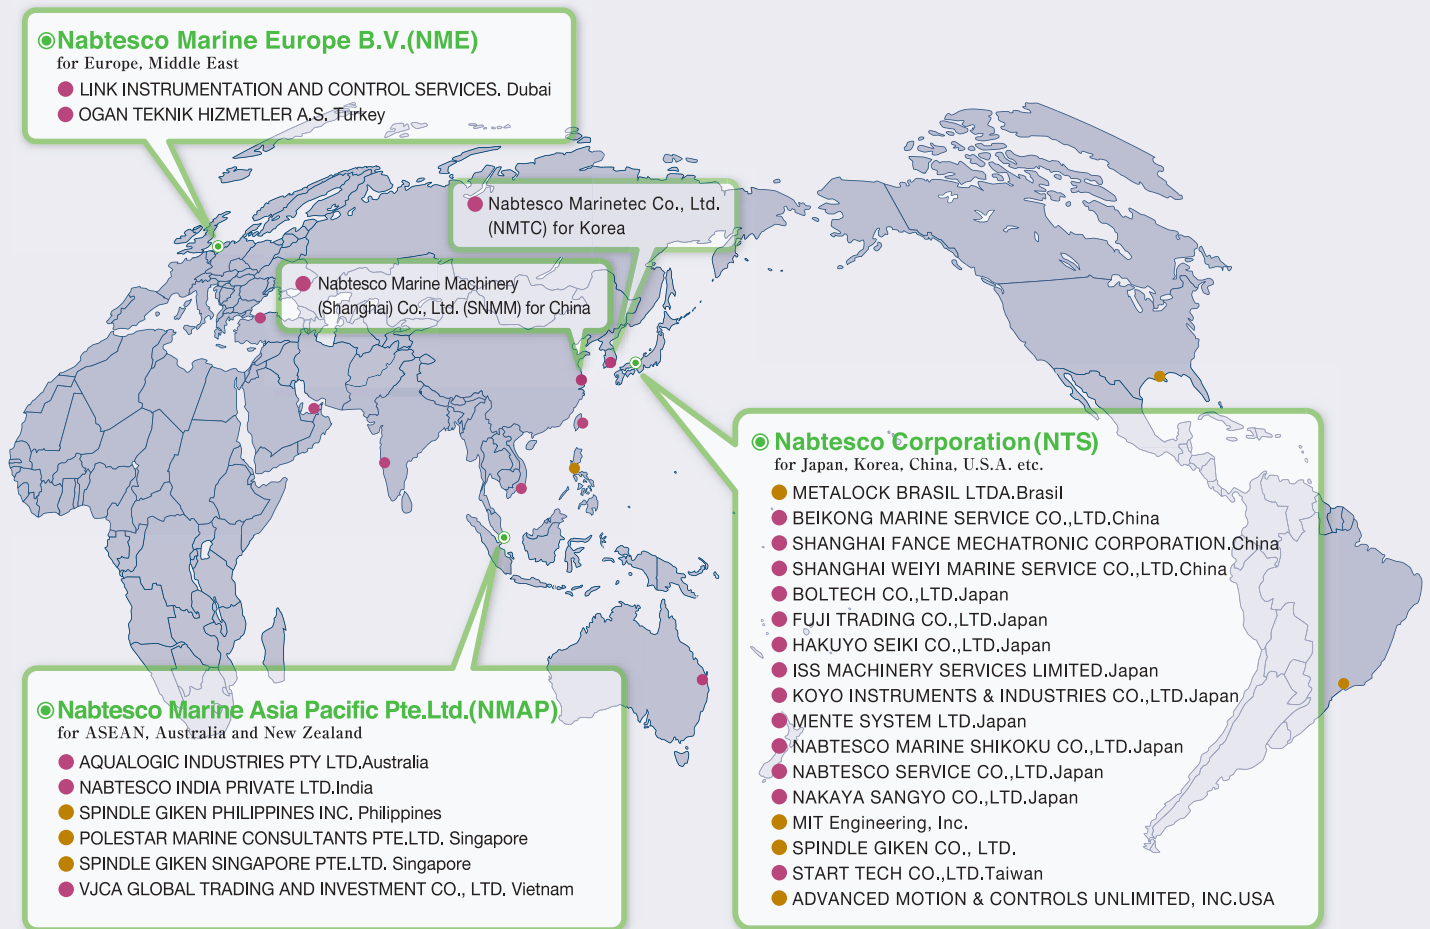 Nabtesco Marine Europe B.V.(NME)
for Europe, Middle East
LINK INSTRUMENTATION AND CONTROL SERVICES. Dubai
OGAN TEKNIK HIZMETLER A.S. Turkey
Nabtesco Marinetec Co., Ltd.
(NMTC) for Korea
Nabtesco Marine Machinery
(Shanghai) Co., Ltd. (SNMM) for China
Nabtesco Corporation(NTS)
for Japan, Korea, China, U.S.A. etc.
METALOCK BRASIL LTDA.Brasil
BEIKONG MARINE SERVICE CO.,LTD.China
SHANGHAI FANCE MECHATRONIC CORPORATION.China
SHANGHAI WEIYI MARINE SERVICE CO.,LTD.China
BOLTECH CO.,LTD.Japan
FUJI TRADING CO.,LTD.Japan
HAKUYO SEIKI CO.,LTD.Japan
ISS MACHINERY SERVICES LIMITED.Japan
KOYO INSTRUMENTS & INDUSTRIES CO.,LTD.Japan
MENTE SYSTEM LTD.Japan
NABTESCO MARINE SHIKOKU CO.,LTD.Japan
NABTESCO SERVICE CO.,LTD.Japan
NAKAYA SANGYO CO.,LTD.Japan
MIT Engineering, Inc.
SPINDLE GIKEN CO., LTD.
START TECH CO.,LTD.Taiwan
ADVANCED MOTION & CONTROLS UNLIMITED, INC.USA
Nabtesco Marine Asia Pacific Pte.Ltd.(NMAP)
for ASEAN, Australia and New Zealand
AQUALOGIC INDUSTRIES PTY LTD.Australia
NABTESCO INDIA PRIVATE LTD.India
SPINDLE GIKEN PHILIPPINES INC. Philippines
POLESTAR MARINE CONSULTANTS PTE.LTD. Singapore
SPINDLE GIKEN SINGAPORE PTE.LTD. Singapore
VJCA GLOBAL TRADING AND INVESTMENT CO., LTD. Vietnam